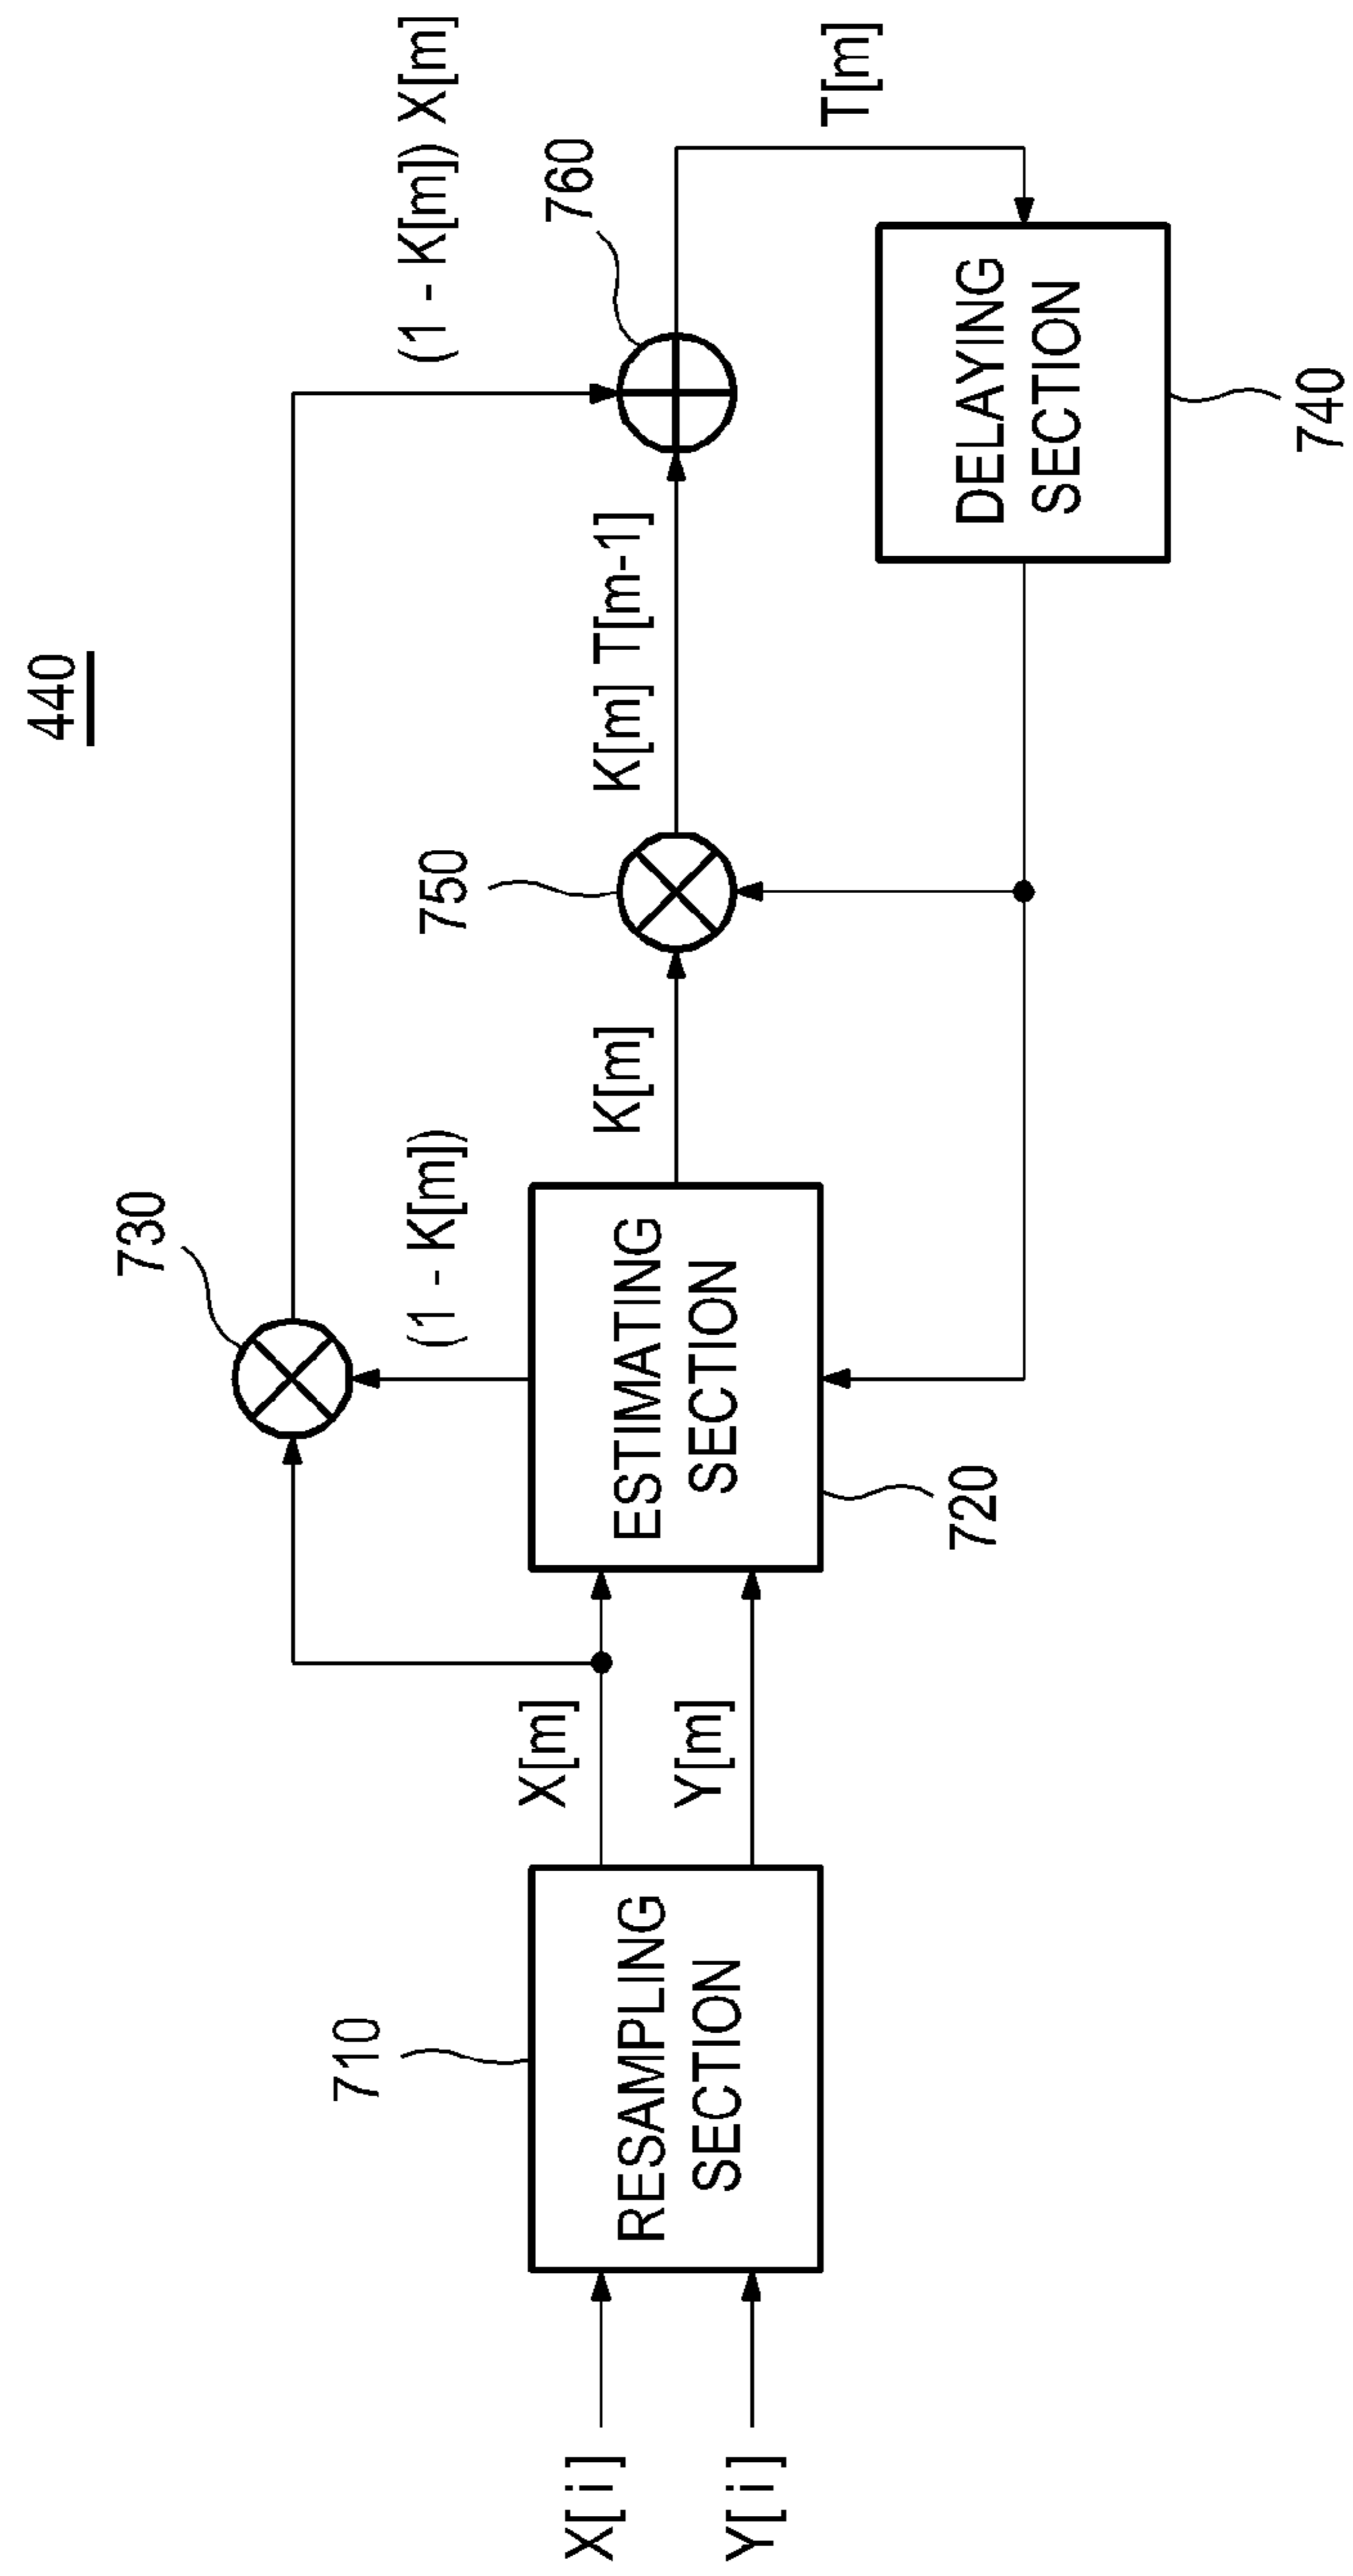 440
X[ i ]
Y[ i ]
710
RESAMPLING
SECTION
X[m]
Y[m]
730
(1 - K[m])
ESTIMATING
SECTION
720
K[m]
750
K[m] T[m-1]
(1 - K[m]) X[m]
760
T[m]
DELAYING
SECTION
740